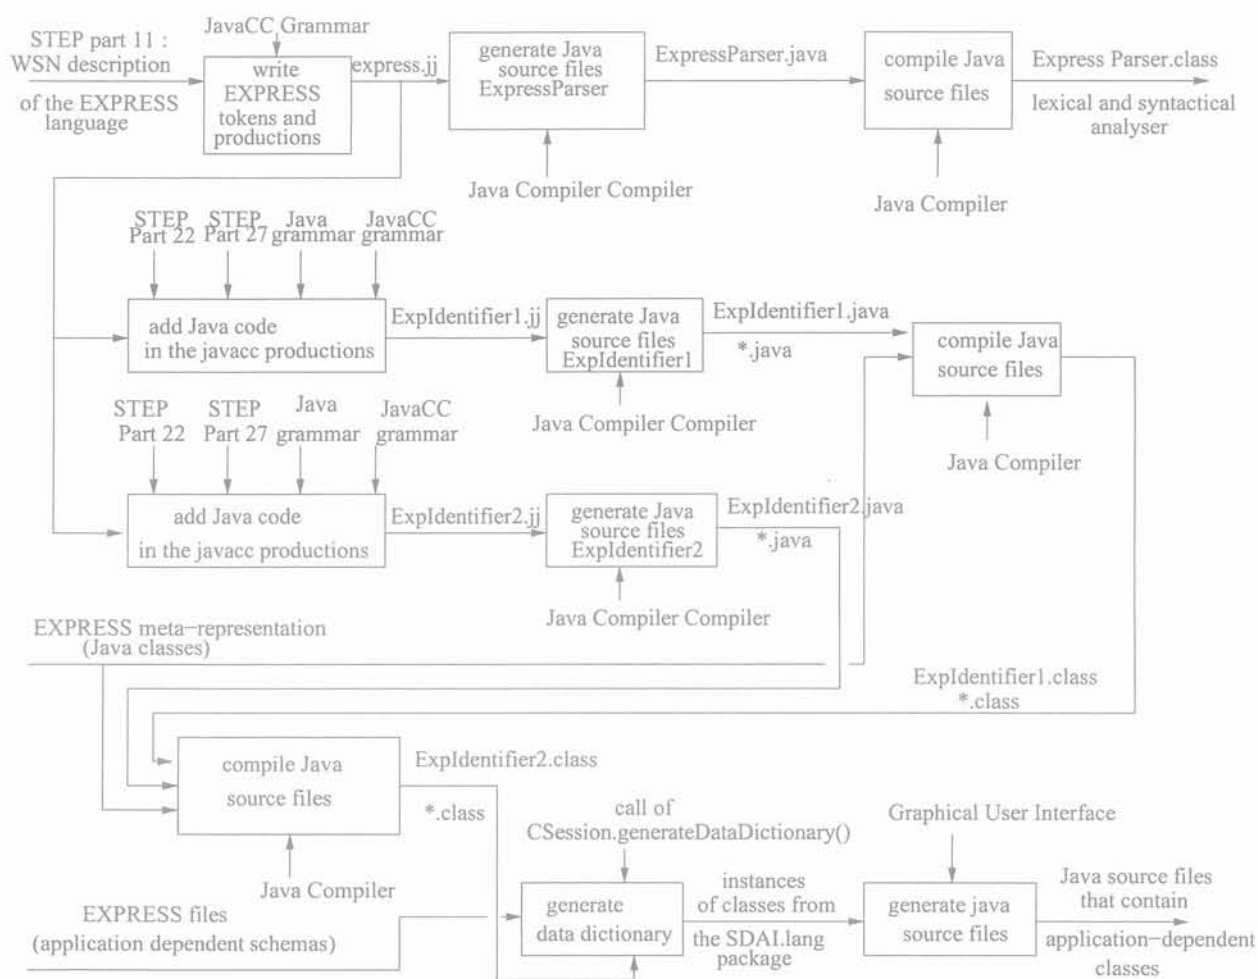 JavaCC Grammar
STEP part 11 :
WSN description
of the EXPRESS
language
write
EXPRESS
tokens and
productions
express.jj
generate Java
source files
ExpressParser
ExpressParser.java
compile Java
source files
Express Parser.class
lexical and syntactical
analyser
Java Compiler Compiler
Java Compiler
STEP
Part 22
STEP
Part 27
Java
grammar
JavaCC
grammar
add Java code
in the javacc productions
ExpIdentifier1.jj
generate Java
source files
ExpIdentifier1
ExpIdentifier1.java
*.java
compile Java
source files
Java Compiler Compiler
Java Compiler
STEP
Part 22
STEP
Part 27
Java
grammar
JavaCC
grammar
add Java code
in the javacc productions
ExpIdentifier2.jj
generate Java
source files
ExpIdentifier2
ExpIdentifier2.java
*.java
Java Compiler Compiler
EXPRESS meta-representation
(Java classes)
ExpIdentifier1.class
*.class
compile Java
source files
ExpIdentifier2.class
*.class
Java Compiler
call of
CSession.generateDataDictionary()
Graphical User Interface
EXPRESS files
(application dependent schemas)
generate
data dictionary
instances
of classes from
the SDAI.lang
package
generate java
source files
Java source files
that contain
application-dependent
classes